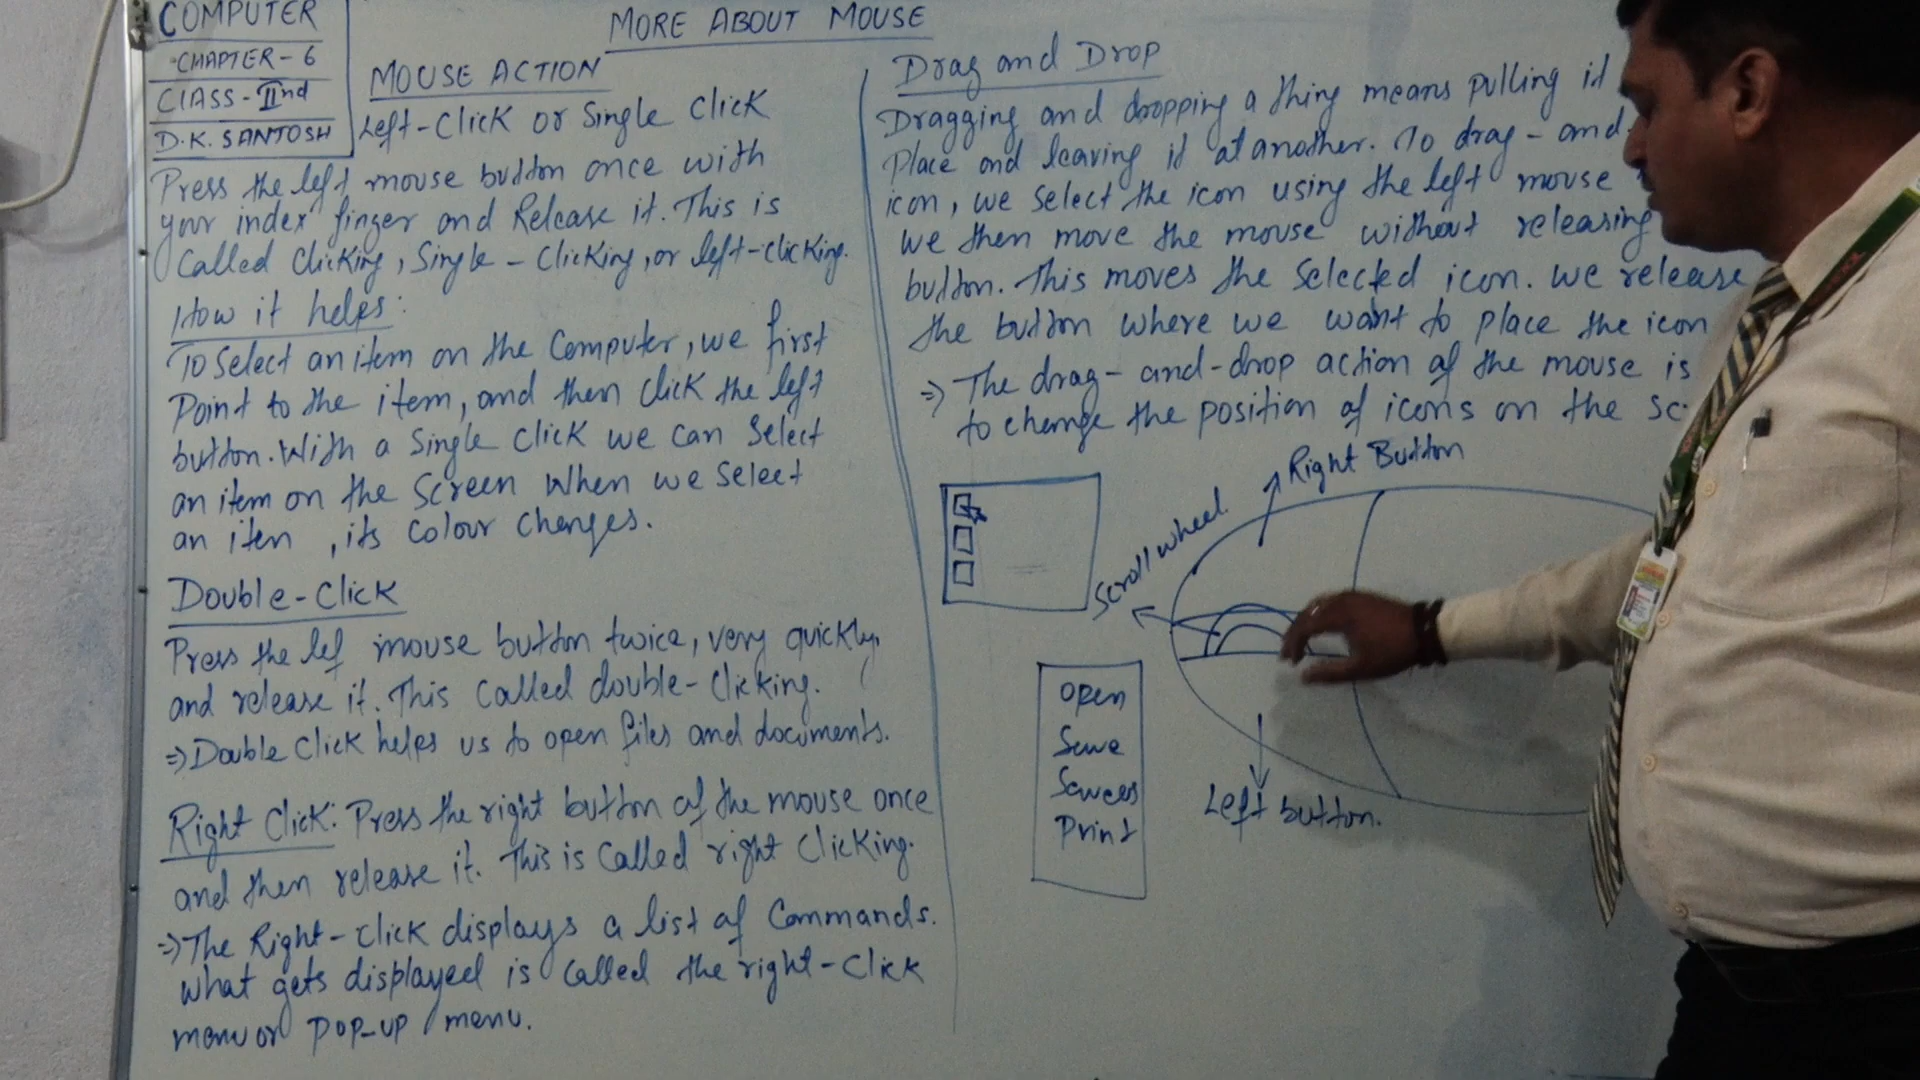 COMPUTER
CHAPTER - 6
CLASS - IInd
D.K. SANTOSH
MORE ABOUT MOUSE
MOUSE ACTION
Left-Click or Single Click
Press the left mouse button once with
your index finger and Release it. This is
Called Clicking, Single - Clicking, or left-clicking.
How it helps:
To Select an item on the Computer, we first
Point to the item, and then Click the left
button. With a Single Click we can Select
an item on the Screen When we Select
an iten , its Colour Changes.
Double-Click
Press the lef mouse button twice, very quickly,
and release it. This Called double-Clicking.
=> Double Click helps us to open files and documents.
Right Click: Press the right button of the mouse once
and then release it. This is Called right Clicking.
=> The Right-Click displays a list of Commands.
what gets displayed is Called the right-Click
menu or Pop-up menu.
Drag and Drop
Dragging and dropping a thing means pulling it
Place and leaving it at another. To drag - and-
icon, we Select the icon using the left mouse
We then move the mouse without releasing
button. This moves the Selected icon. We release
the button where we want to place the icon
=> The drag - and-drop action of the mouse is
to change the position of icons on the Sc
Right Button
Scroll wheel
Open
Save
Print
Left button.